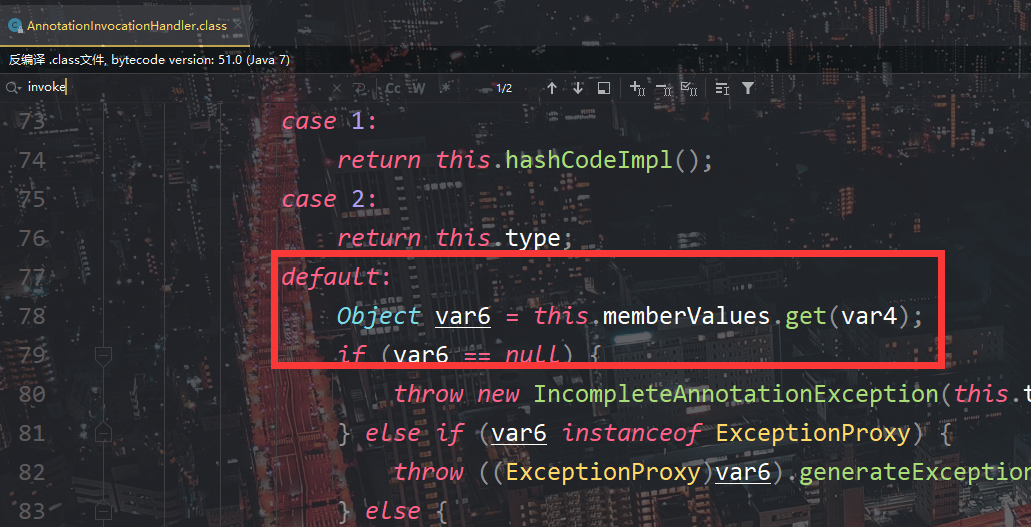 AnnotationInvocationHandler.class
反编译 .class文件, bytecode version: 51.0 (Java 7)
invoke Cc W .* 1/2
73 case 1:
74 return this.hashCodeImpl();
75 case 2:
76 return this.type;
77 default:
78 Object var6 = this.memberValues.get(var4);
79 if (var6 == null) {
80 throw new IncompleteAnnotationException(this.t
81 } else if (var6 instanceof ExceptionProxy) {
82 throw ((ExceptionProxy)var6).generateException
83 } else {